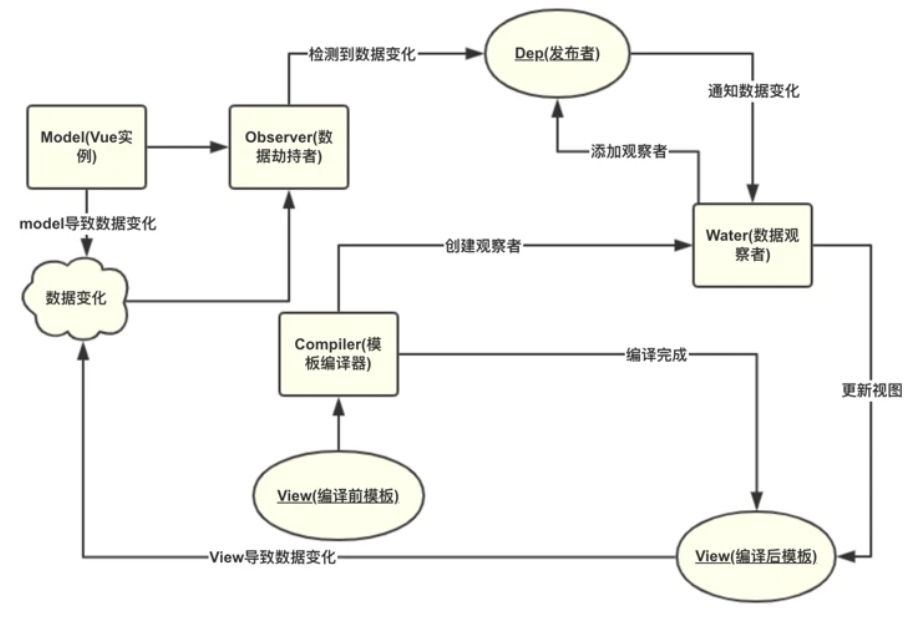 检测到数据变化
Dep(发布者)
通知数据变化
Model(Vue实
例)
Observer(数
据劫持者)
添加观察者
model导致数据变化
Water(数据观
察者)
创建观察者
数据变化
Compiler(模
板编译器)
编译完成
更新视图
View(编译前模板)
View导致数据变化
View(编译后模板)